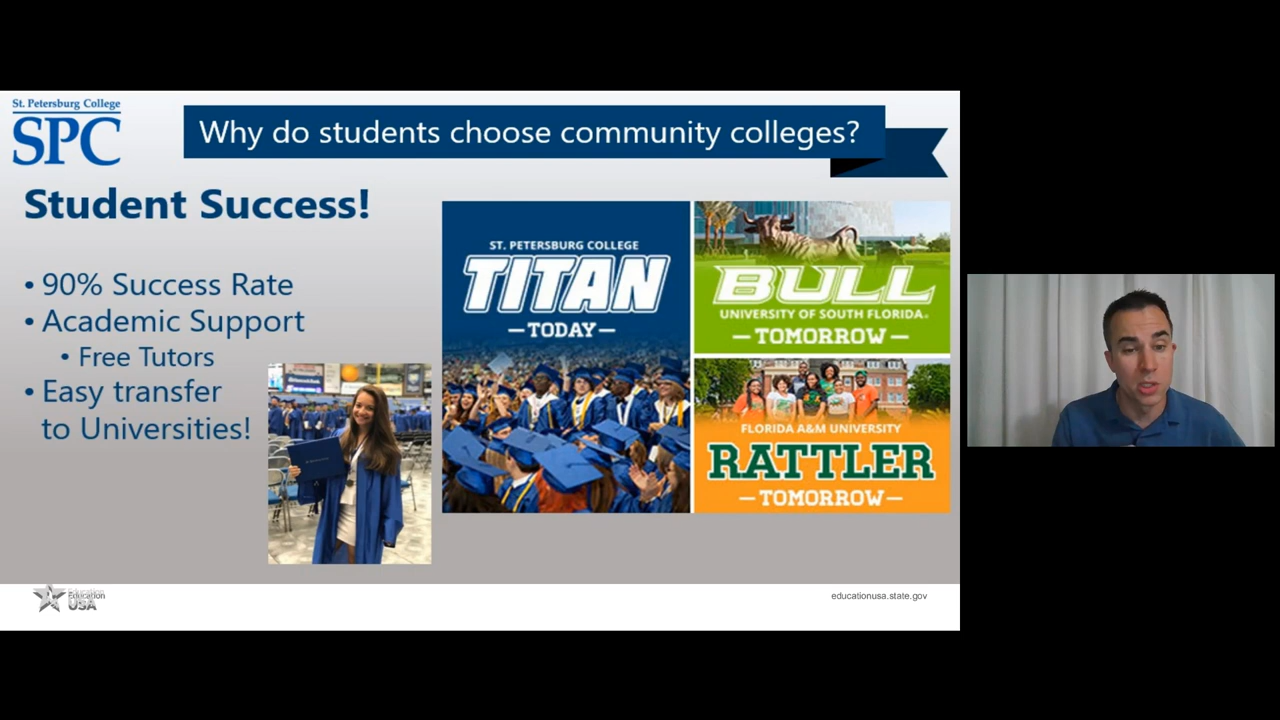 St. Petersburg College
SPC
Why do students choose community colleges?
Student Success!
• 90% Success Rate
• Academic Support
• Free Tutors
• Easy transfer
to Universities!
ST. PETERSBURG COLLEGE
TITAN
—TODAY—
BULL
UNIVERSITY OF SOUTH FLORIDA
—TOMORROW—
FLORIDA A&M UNIVERSITY
RATTLER
—TOMORROW—
Education
USA
educationusa.state.gov